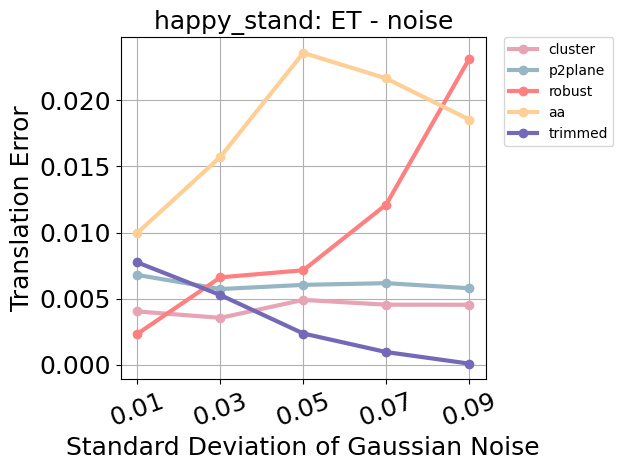 happy_stand: ET - noise
cluster
p2plane
robust
aa
trimmed
Translation Error
0.020
0.015
0.010
0.005
0.000
0.01 0.03 0.05 0.07 0.09
Standard Deviation of Gaussian Noise